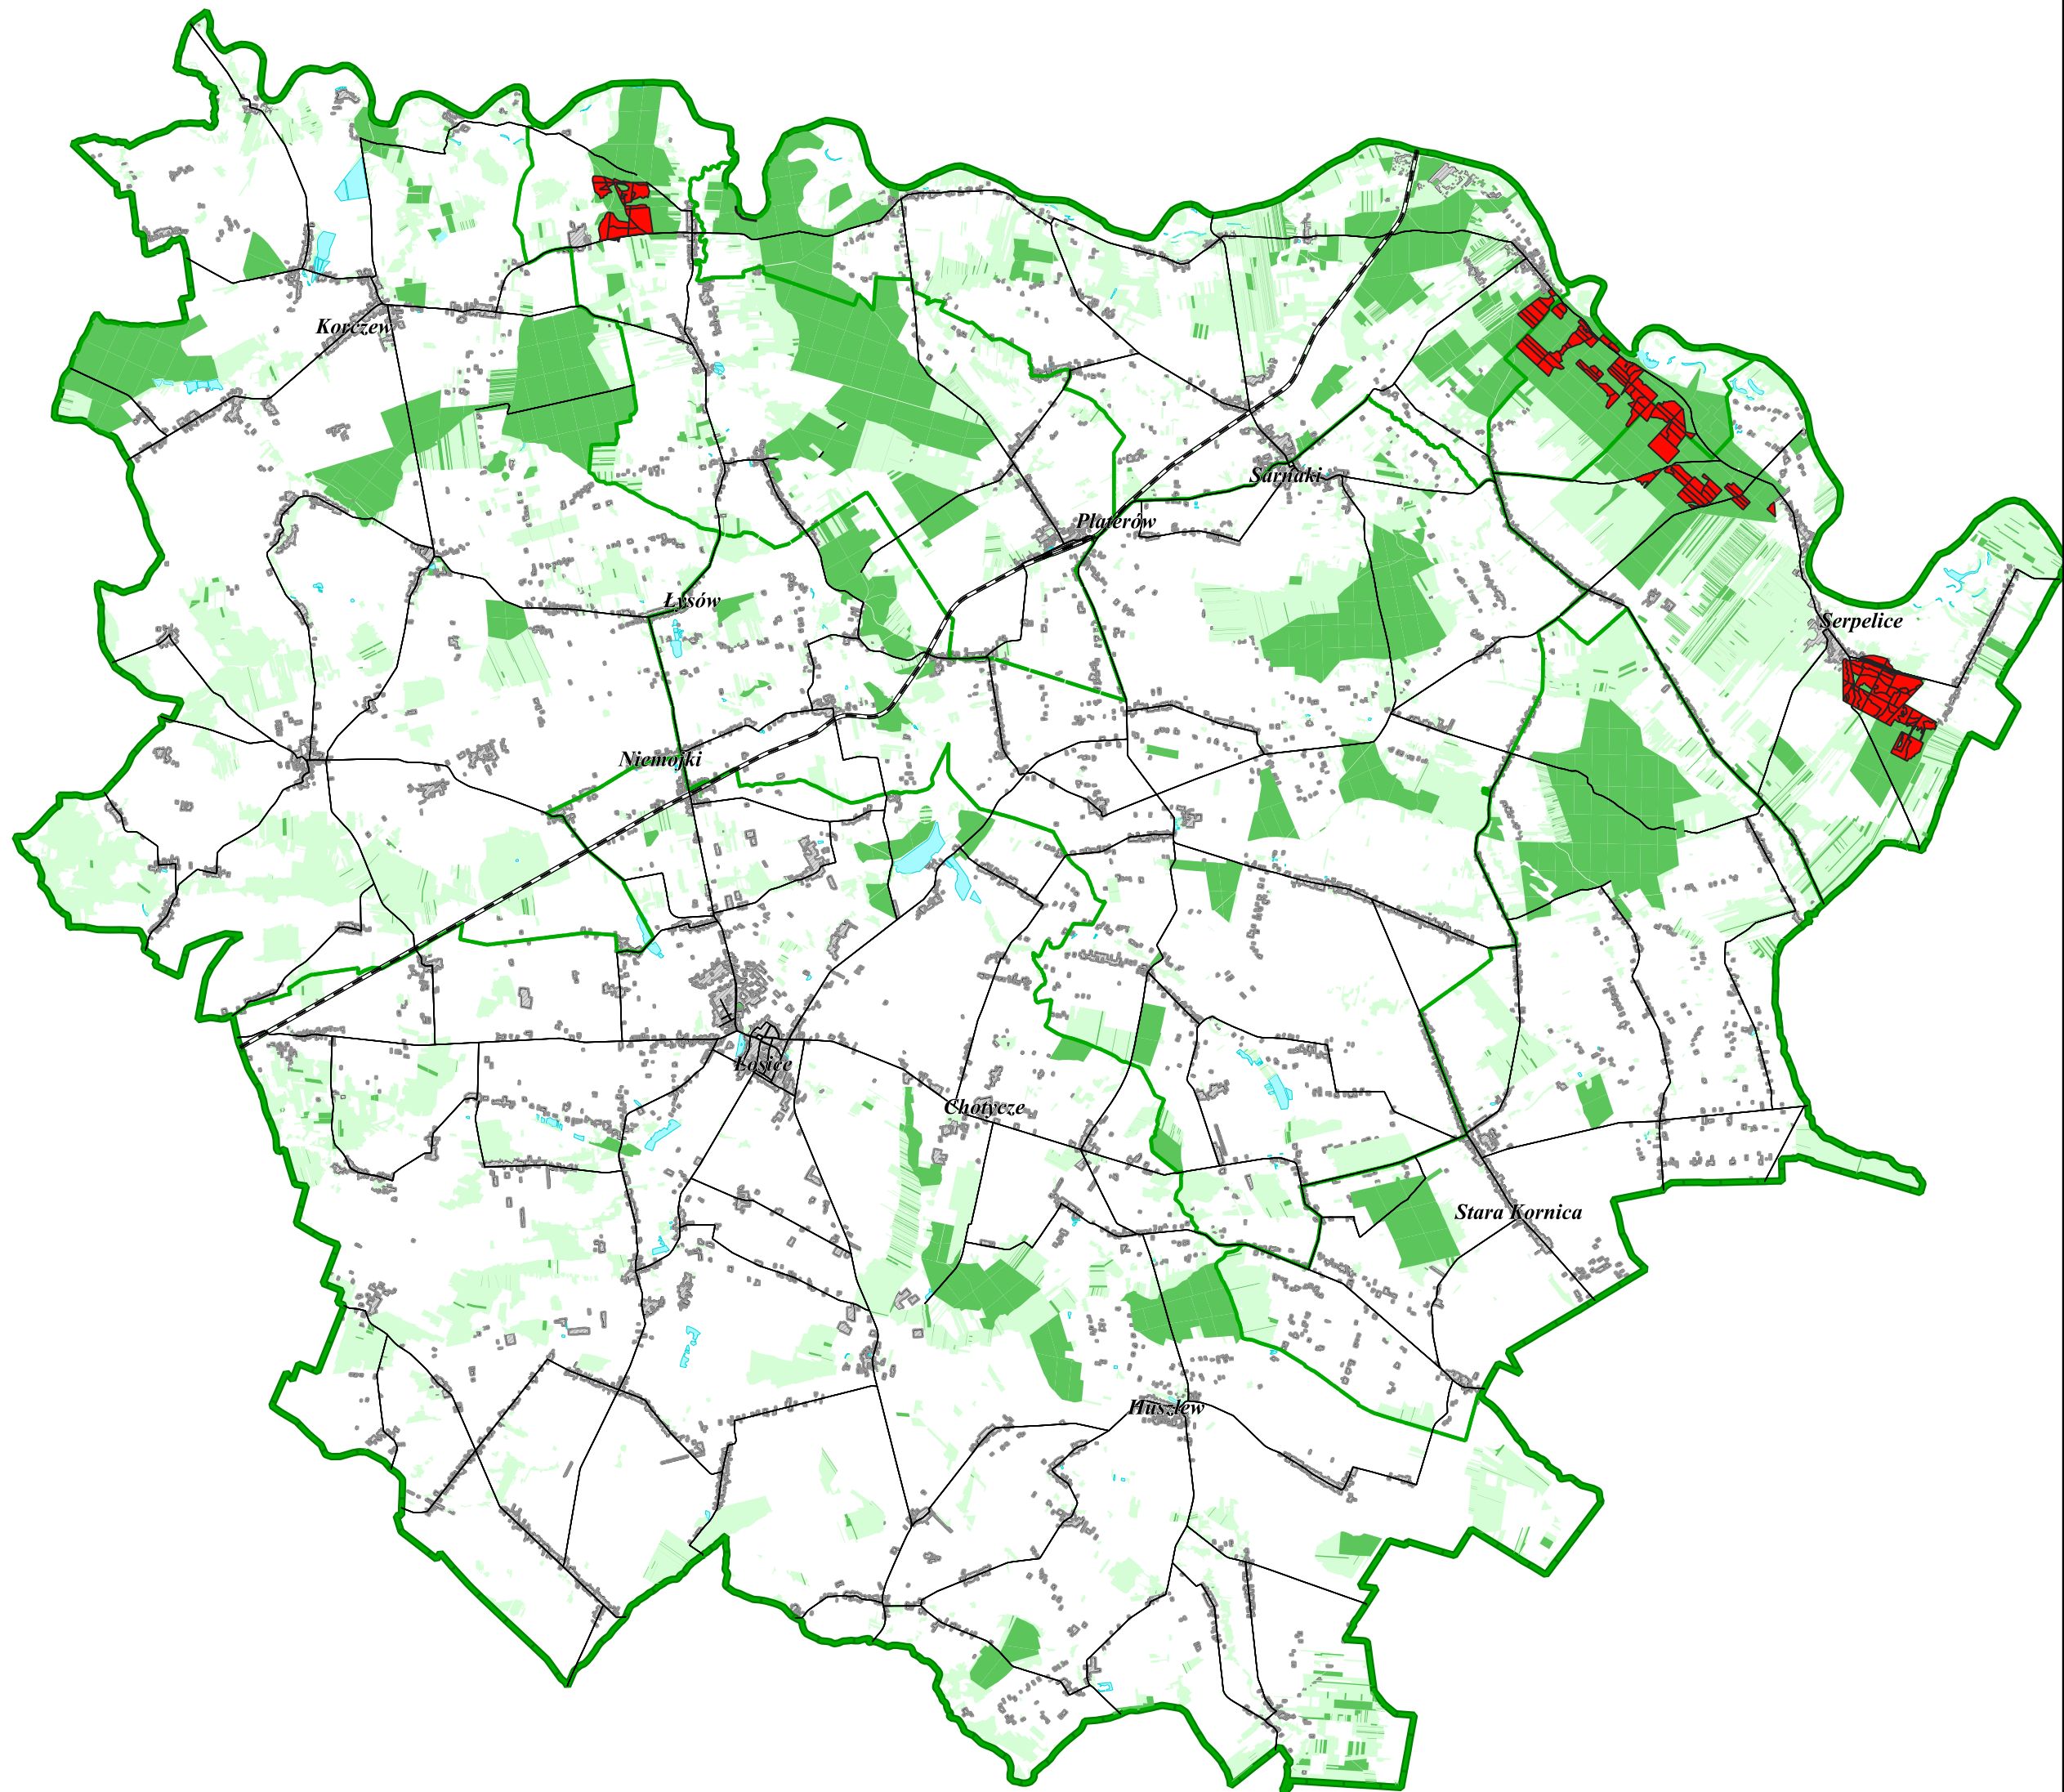 Korczew
Sarnaki
Platerów
Łysów
Serpelice
Niemojki
Łosice
Chotycze
Stara Kornica
Huszlew